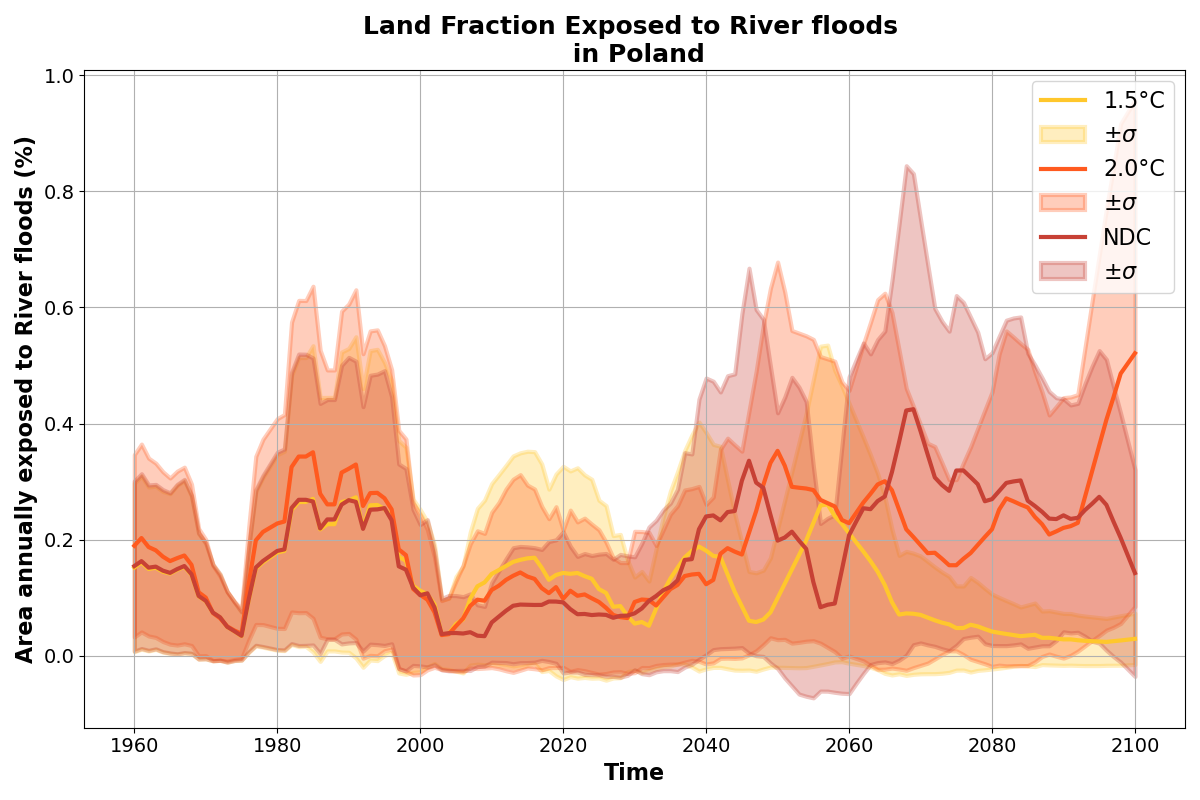 Land Fraction Exposed to River floods
in Poland
Area annually exposed to River floods (%)
1.0
0.8
0.6
0.4
0.2
0.0
1960
1980
2000
2020
2040
2060
2080
2100
Time
1.5°C
±σ
2.0°C
±σ
NDC
±σ